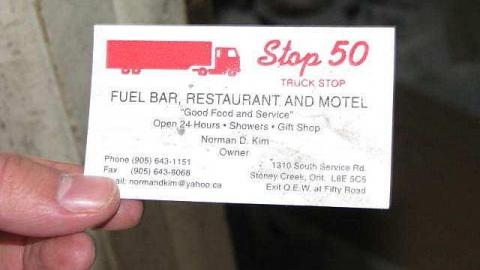 Stop 50
TRUCK STOP
FUEL BAR, RESTAURANT AND MOTEL
"Good Food and Service"
Open 24 Hours • Showers • Gift Shop
Norman D. Kim
Owner
Phone (905) 643-1151
Fax (905) 643-8068
mail: normandkim@yahoo.ca
1310 South Service Rd.
Stoney Creek, Ont. L8E 5C5
Exit Q.E.W. at Fifty Road